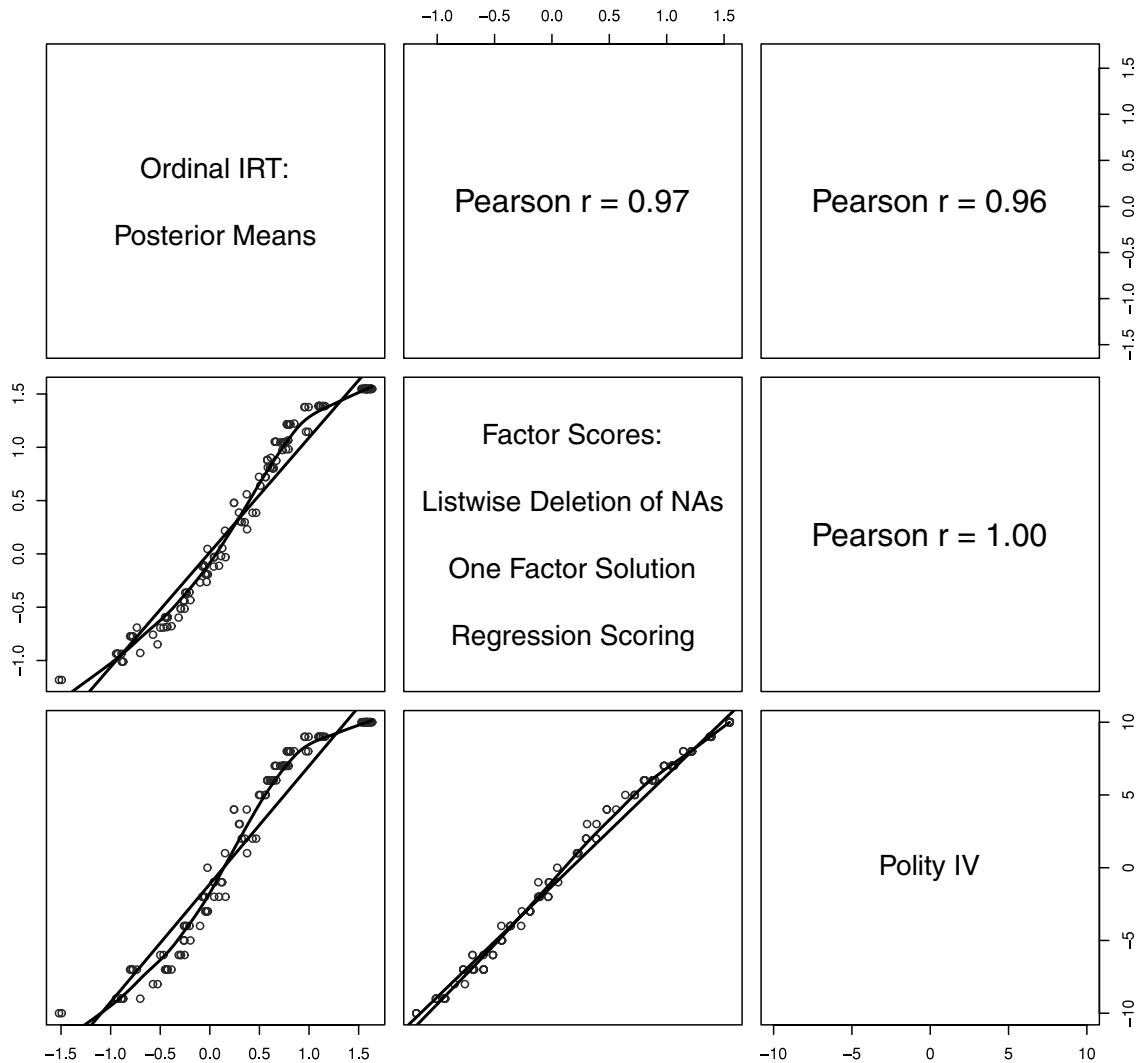 −1.0 −0.5 0.0 0.5 1.0 1.5
Ordinal IRT:
Posterior Means
Pearson r = 0.97
Pearson r = 0.96
1.5
1.0
0.5
0.0
−0.5
−1.0
−1.5
1.5
1.0
0.5
0.0
−0.5
−1.0
Factor Scores:
Listwise Deletion of NAs
One Factor Solution
Regression Scoring
Pearson r = 1.00
Polity IV
10
5
0
−5
−10
−1.5 −1.0 −0.5 0.0 0.5 1.0 1.5
−10 −5 0 5 10